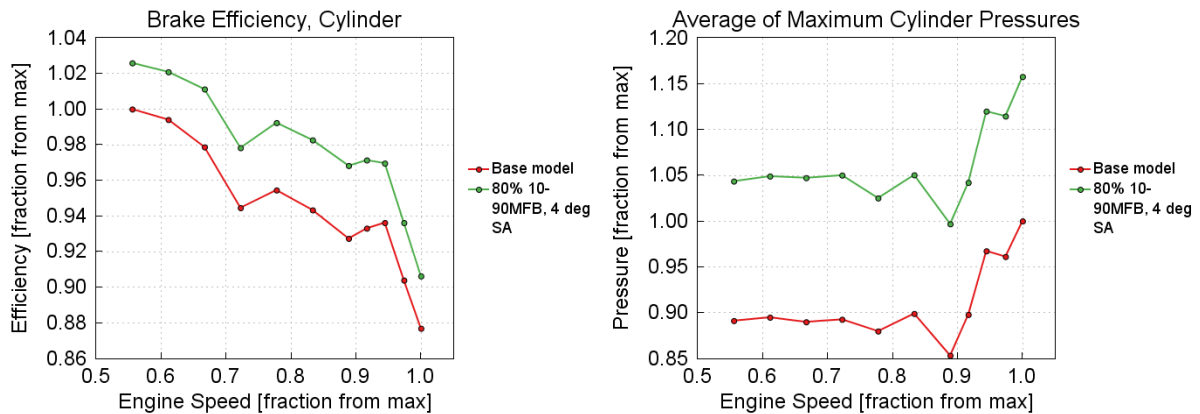 Brake Efficiency, Cylinder
1.04
1.02
1.00
0.98
0.96
0.94
0.92
0.90
0.88
0.86
0.5
0.6
0.7
0.8
0.9
1.0
Efficiency [fraction from max]
Engine Speed [fraction from max]
Base model
80% 10-
90MFB, 4 deg
SA
Average of Maximum Cylinder Pressures
1.20
1.15
1.10
1.05
1.00
0.95
0.90
0.85
0.5
0.6
0.7
0.8
0.9
1.0
Pressure [fraction from max]
Engine Speed [fraction from max]
Base model
80% 10-
90MFB, 4 deg
SA